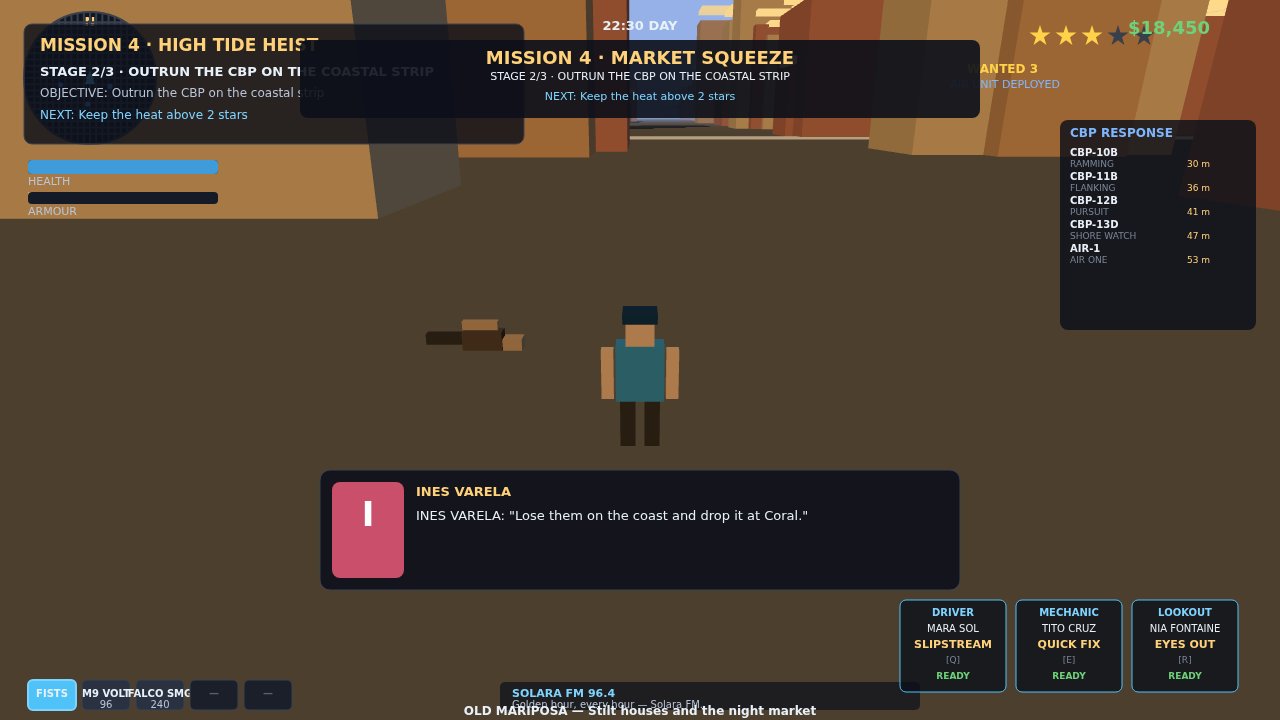 22:30 DAY
$18,450
MISSION 4 · HIGH TIDE HEIST
STAGE 2/3 · OUTRUN THE CBP ON THE COASTAL STRIP
OBJECTIVE: Outrun the CBP on the coastal strip
NEXT: Keep the heat above 2 stars
MISSION 4 · MARKET SQUEEZE
STAGE 2/3 · OUTRUN THE CBP ON THE COASTAL STRIP
NEXT: Keep the heat above 2 stars
WANTED 3
AIR UNIT DEPLOYED
HEALTH
ARMOUR
CBP RESPONSE
CBP-10B
RAMMING 30 m
CBP-11B
FLANKING 36 m
CBP-12B
PURSUIT 41 m
CBP-13D
SHORE WATCH 47 m
AIR-1
AIR ONE 53 m
I
INES VARELA
INES VARELA: "Lose them on the coast and drop it at Coral."
DRIVER
MARA SOL
SLIPSTREAM
[Q]
READY
MECHANIC
TITO CRUZ
QUICK FIX
[E]
READY
LOOKOUT
NIA FONTAINE
EYES OUT
[R]
READY
FISTS
M9 VOLT
96
FALCO SMG
240
—
—
SOLARA FM 96.4
Golden hour, every hour — Solara FM
OLD MARIPOSA — Stilt houses and the night market